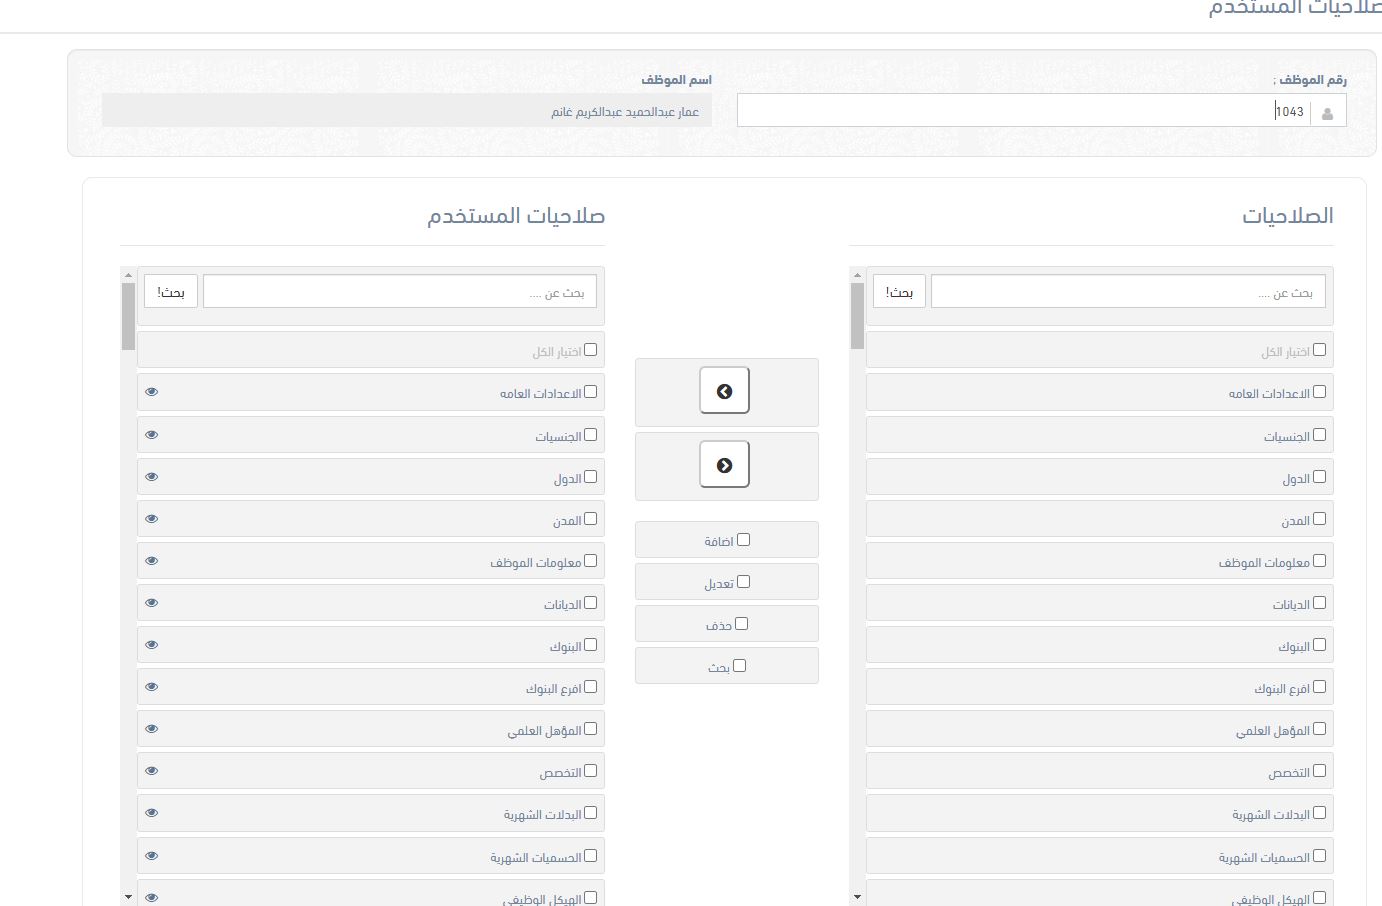 صلاحيات المستخدم
رقم الموظف :
1043
اسم الموظف
عمار عبدالحميد عبدالكريم غانم
الصلاحيات
بحث عن ....
بحث!
اختيار الكل
الاعدادات العامه
الجنسيات
الدول
المدن
معلومات الموظف
الديانات
البنوك
افرع البنوك
المؤهل العلمي
التخصص
البدلات الشهرية
الحسميات الشهرية
الهيكل الوظيفي
اضافة
تعديل
حذف
بحث
صلاحيات المستخدم
بحث عن ....
بحث!
اختيار الكل
الاعدادات العامه
الجنسيات
الدول
المدن
معلومات الموظف
الديانات
البنوك
افرع البنوك
المؤهل العلمي
التخصص
البدلات الشهرية
الحسميات الشهرية
الهيكل الوظيفي